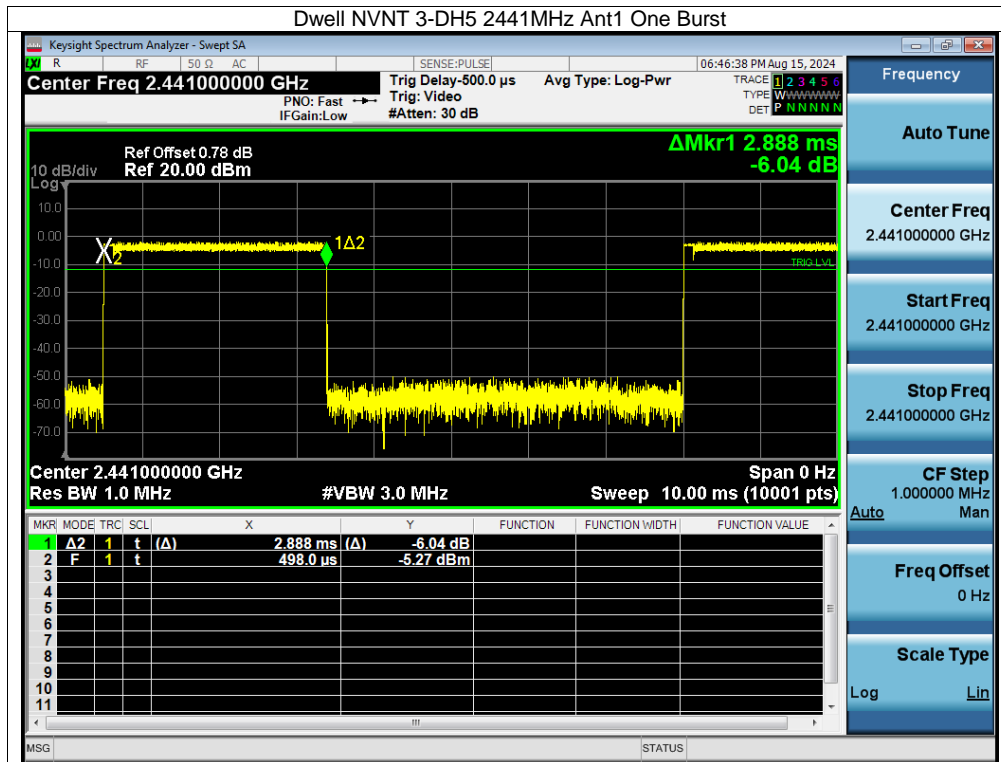 Dwell NVNT 3-DH5 2441MHz Ant1 One Burst
Keysight Spectrum Analyzer - Swept SA
LXI R RF 50 Ω AC SENSE:PULSE 06:46:38 PM Aug 15, 2024
Center Freq 2.441000000 GHz
PNO: Fast
IFGain:Low
Trig Delay-500.0 µs
Trig: Video
#Atten: 30 dB
Avg Type: Log-Pwr
TRACE 1 2 3 4 5 6
TYPE WWWWWW
DET P N N N N N
ΔMkr1 2.888 ms
-6.04 dB
Ref Offset 0.78 dB
10 dB/div Ref 20.00 dBm
Log
10.0
0.00
-10.0
-20.0
-30.0
-40.0
-50.0
-60.0
-70.0
2
1Δ2
TRIG LVL
Center 2.441000000 GHz Span 0 Hz
Res BW 1.0 MHz #VBW 3.0 MHz Sweep 10.00 ms (10001 pts)
MKR MODE TRC SCL X Y FUNCTION FUNCTION WIDTH FUNCTION VALUE
1 Δ2 1 t (Δ) 2.888 ms (Δ) -6.04 dB
2 F 1 t 498.0 µs -5.27 dBm
3
4
5
6
7
8
9
10
11
MSG STATUS
Frequency
Auto Tune
Center Freq
2.441000000 GHz
Start Freq
2.441000000 GHz
Stop Freq
2.441000000 GHz
CF Step
1.000000 MHz
Auto Man
Freq Offset
0 Hz
Scale Type
Log Lin